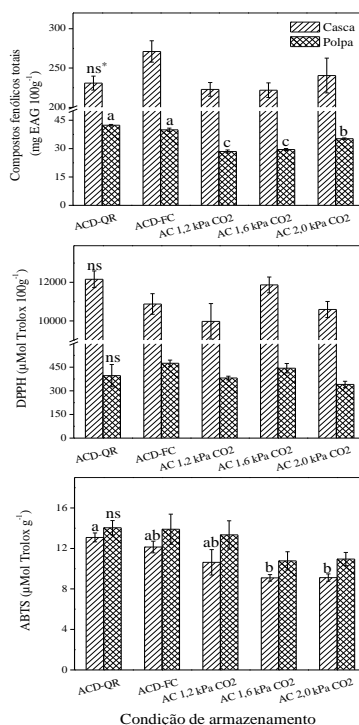 Casca
Polpa
Compostos fenólicos totais
(mg EAG 100g⁻¹)
300
250
200
45
30
15
0
ns*
a
a
c
c
b
ACD-QR
ACD-FC
AC 1,2 kPa CO2
AC 1,6 kPa CO2
AC 2,0 kPa CO2
DPPH (µMol Trolox 100g⁻¹)
12000
10000
450
300
150
0
ns
ns
ACD-QR
ACD-FC
AC 1,2 kPa CO2
AC 1,6 kPa CO2
AC 2,0 kPa CO2
ABTS (µMol Trolox g⁻¹)
16
12
8
4
0
a
ns
ab
ab
b
b
ACD-QR
ACD-FC
AC 1,2 kPa CO2
AC 1,6 kPa CO2
AC 2,0 kPa CO2
Condição de armazenamento